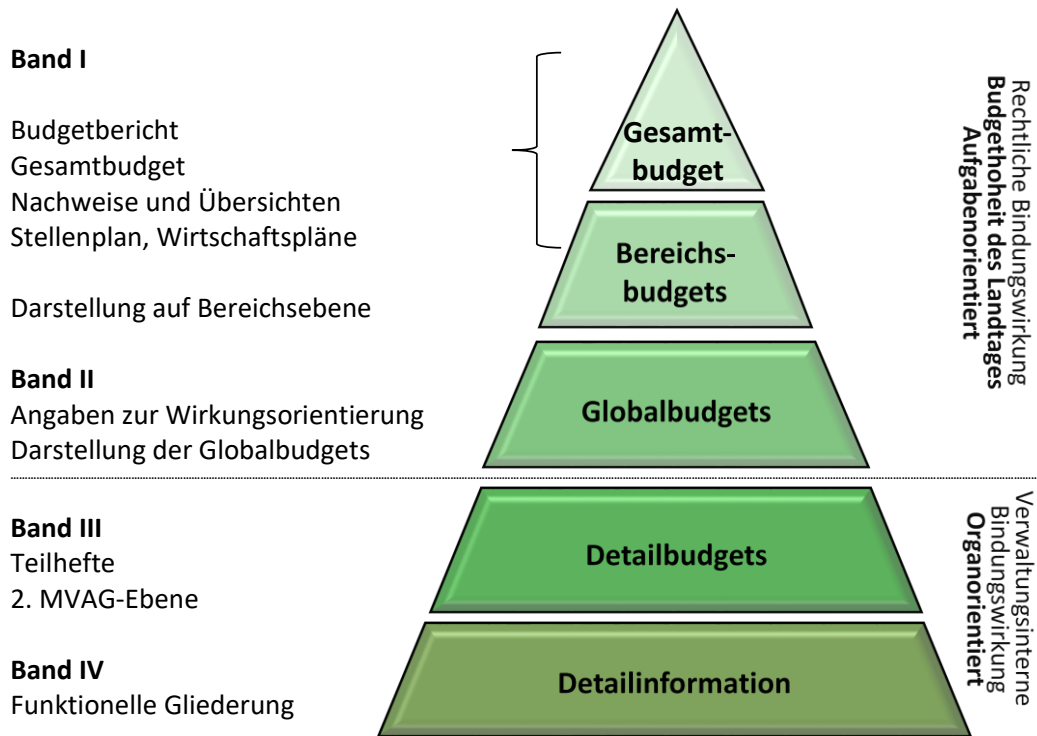 Band I
Budgetbericht
Gesamtbudget
Nachweise und Übersichten
Stellenplan, Wirtschaftspläne
Darstellung auf Bereichsebene
Band II
Angaben zur Wirkungsorientierung
Darstellung der Globalbudgets
Band III
Teilhefte
2. MVAG-Ebene
Band IV
Funktionelle Gliederung
Gesamt-
budget
Bereichs-
budgets
Globalbudgets
Detailbudgets
Detailinformation
Rechtliche Bindungswirkung
Budgethoheit des Landtages
Aufgabenorientiert
Verwaltungsinterne
Bindungswirkung
Organorientiert